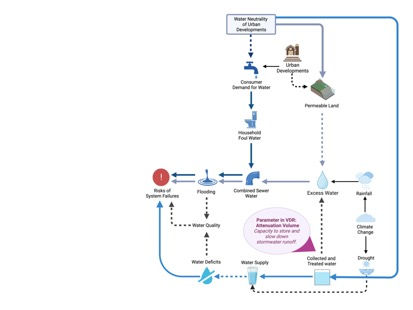 Water Neutrality
of Urban
Developments
Urban
Developments
Consumer
Demand for Water
Permeable Land
Household
Foul Water
Risks of
System Failures
Flooding
Combined Sewer
Water
Excess Water
Rainfall
Water Quality
Parameter in VDR:
Attenuation Volume
Capacity to store and
slow down
stormwater runoff
Climate
Change
Water Deficits
Water Supply
Collected and
Treated water
Drought